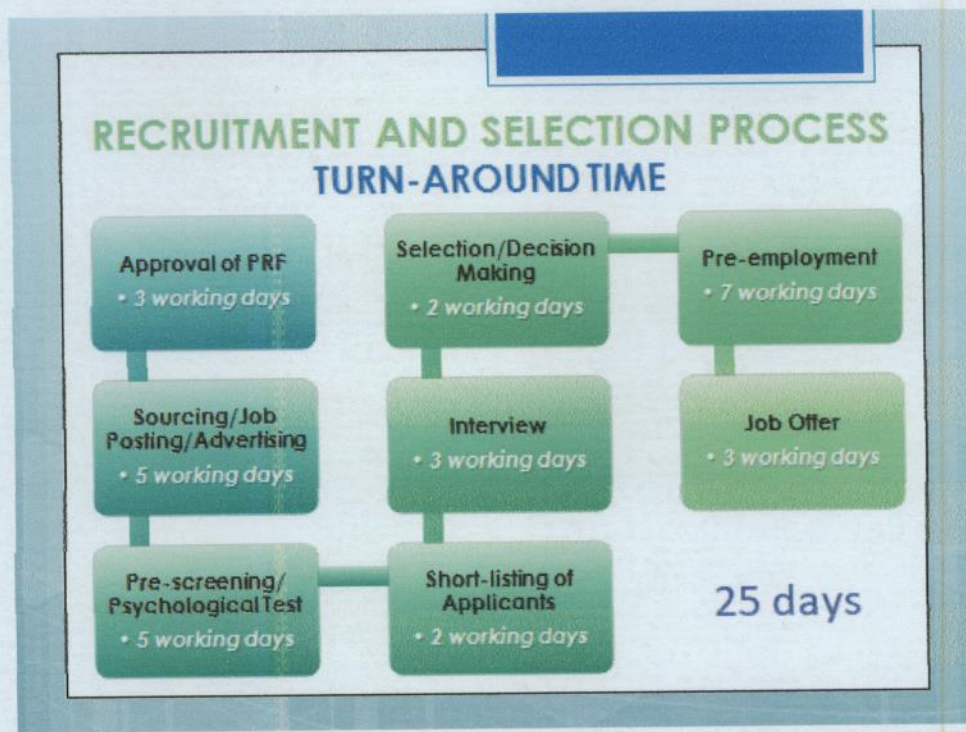 RECRUITMENT AND SELECTION PROCESS
TURN-AROUND TIME
Approval of PRF
• 3 working days
Sourcing/Job
Posting/Advertising
• 5 working days
Pre-screening/
Psychological Test
• 5 working days
Short-listing of
Applicants
• 2 working days
Interview
• 3 working days
Selection/Decision
Making
• 2 working days
Pre-employment
• 7 working days
Job Offer
• 3 working days
25 days